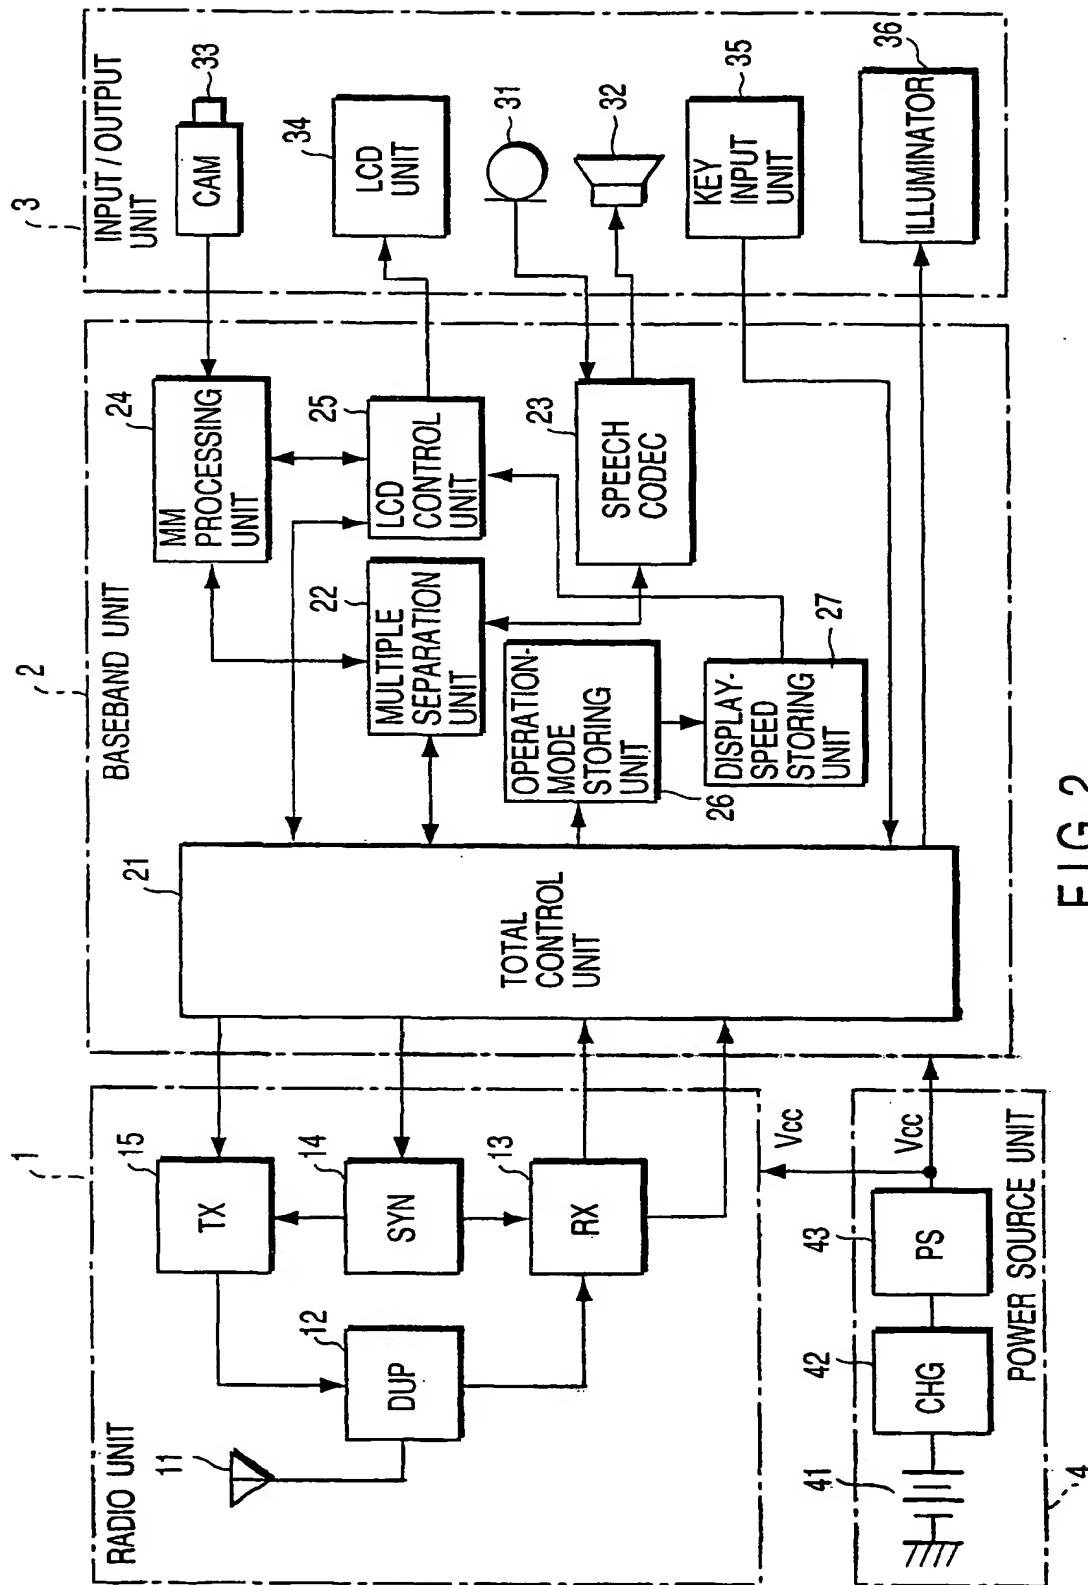 1
RADIO UNIT
11
12
DUP
15
TX
14
SYN
13
RX
2
BASEBAND UNIT
21
TOTAL
CONTROL
UNIT
24
MM
PROCESSING
UNIT
25
LCD
CONTROL
UNIT
22
MULTIPLE
SEPARATION
UNIT
23
SPEECH
CODEC
OPERATION-
MODE
STORING
UNIT
26
DISPLAY-
SPEED
STORING
UNIT
27
3
INPUT/OUTPUT
UNIT
33
CAM
34
LCD
UNIT
31
32
35
KEY
INPUT
UNIT
36
ILLUMINATOR
Vcc
Vcc
41
42
CHG
43
PS
POWER SOURCE UNIT
4
FIG. 2